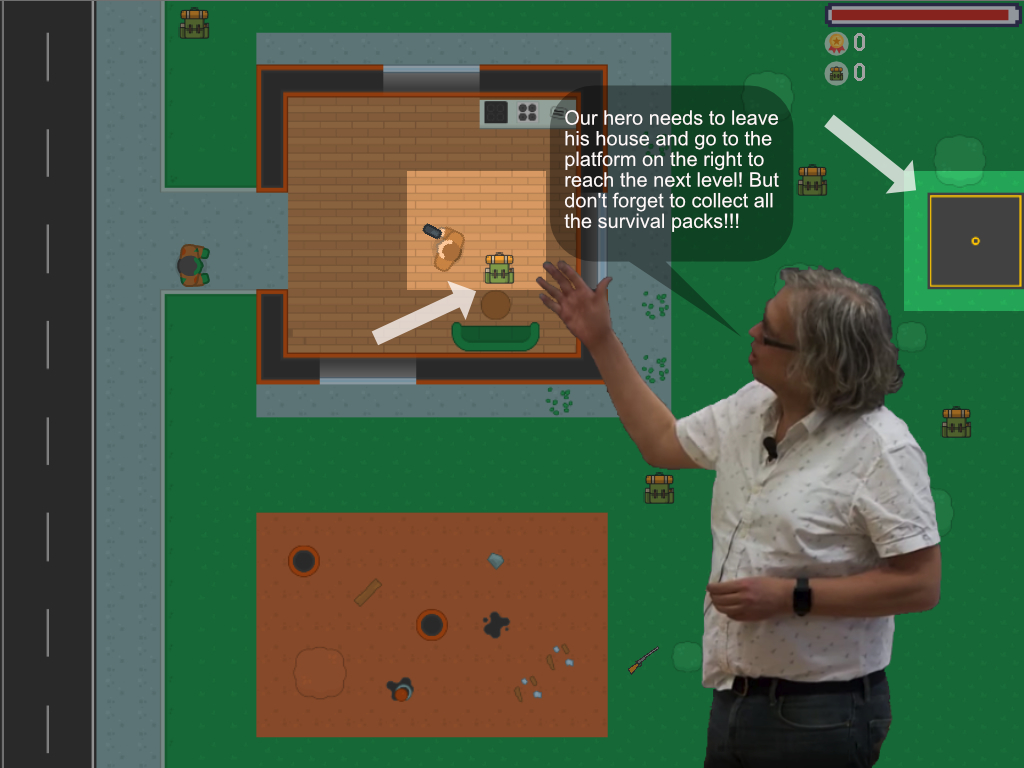 0
0
Our hero needs to leave
his house and go to the
platform on the right to
reach the next level! But
don't forget to collect all
the survival packs!!!